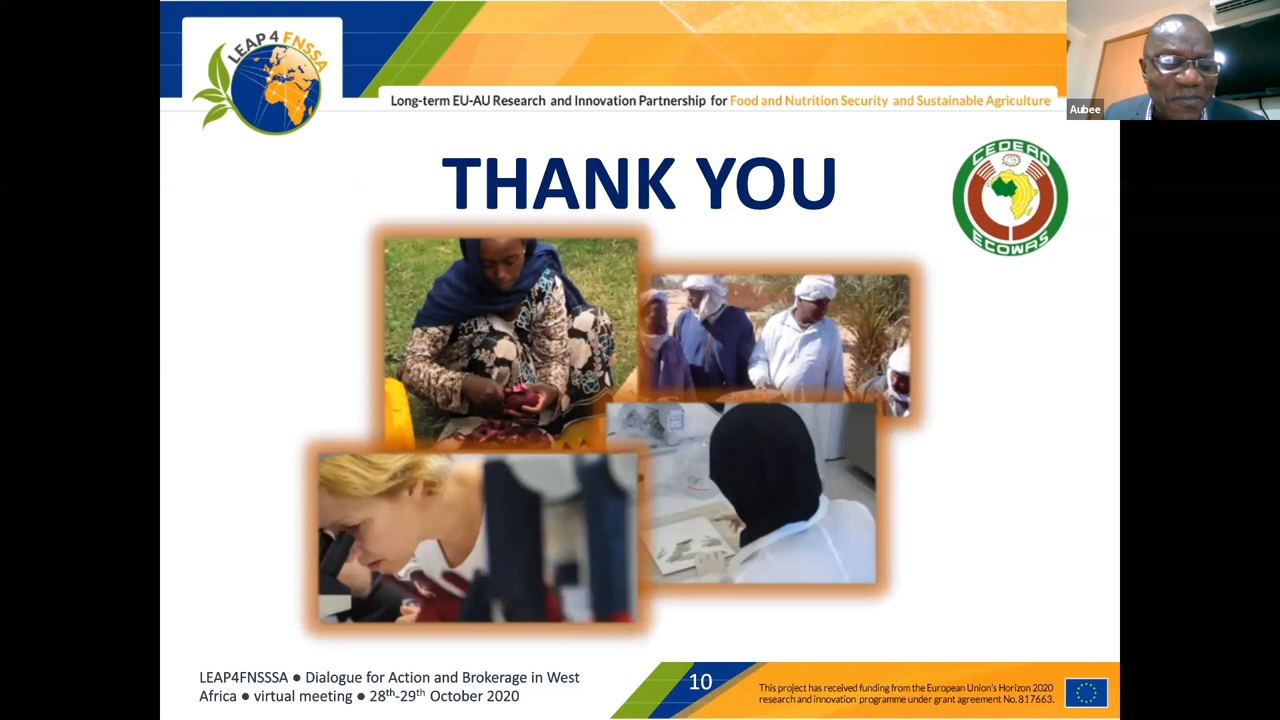 LEAP 4 FNSSA
Long-term EU-AU Research and Innovation Partnership for Food and Nutrition Security and Sustainable Agriculture
Aubee
THANK YOU
CEDEAO
ECOWAS
LEAP4FNSSSA ● Dialogue for Action and Brokerage in West
Africa ● virtual meeting ● 28th-29th October 2020
10
This project has received funding from the European Union's Horizon 2020
research and innovation programme under grant agreement No. 817663.